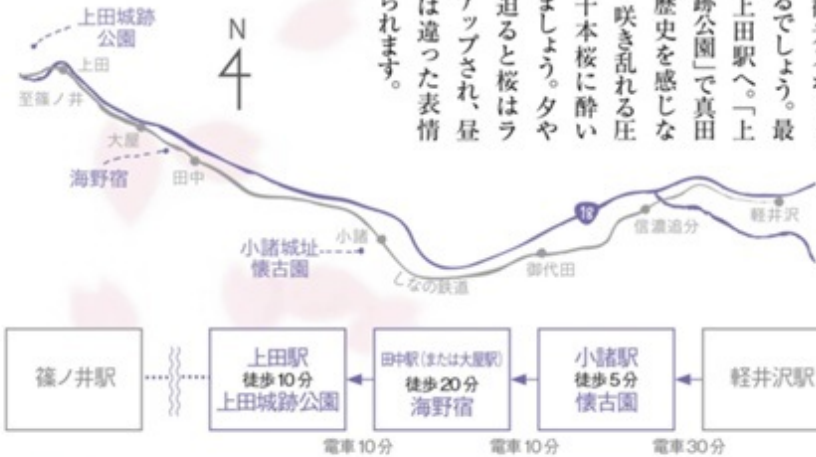 るでしょう。最
上田駅へ。「上
跡公園」で真田
歴史を感じな
咲き乱れる圧
十本桜に酔い
ましょう。夕や
迫ると桜はラ
アップされ、昼
は違った表情
られます。
上田城跡
公園
N
上田
至篠ノ井
大屋
海野宿
田中
小諸
小諸城址
懐古園
しなの鉄道
御代田
18
信濃追分
軽井沢
篠ノ井駅
上田駅
徒歩10分
上田城跡公園
田中駅(または大屋駅)
徒歩20分
海野宿
小諸駅
徒歩5分
懐古園
軽井沢駅
電車10分
電車10分
電車30分